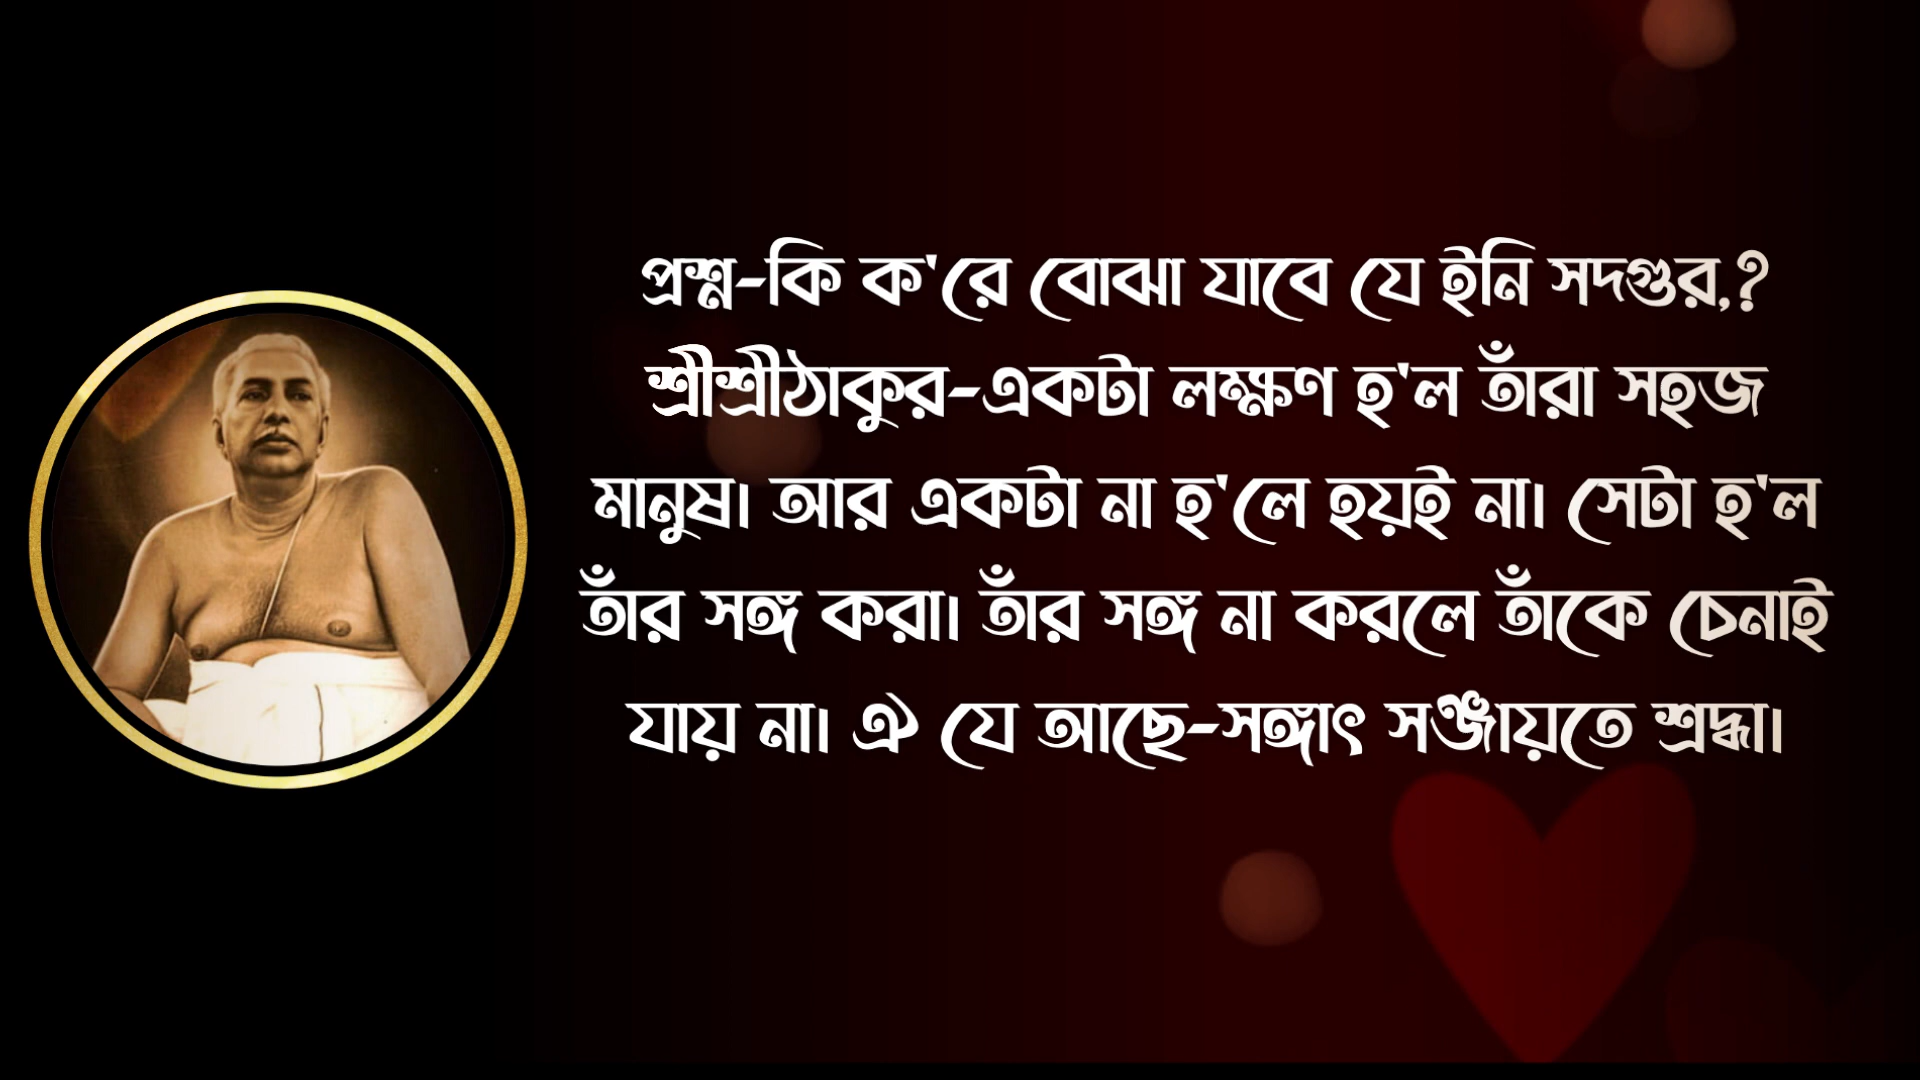 প্রশ্ন-কি ক'রে বোঝা যাবে যে ইনি সদগুর,?
শ্রীশ্রীঠাকুর-একটা লক্ষণ হ'ল তাঁরা সহজ
মানুষ। আর একটা না হ'লে হয়ই না। সেটা হ'ল
তাঁর সঙ্গ করা। তাঁর সঙ্গ না করলে তাঁকে চেনাই
যায় না। ঐ যে আছে-সঙ্গাৎ সঞ্জায়তে শ্রদ্ধা।